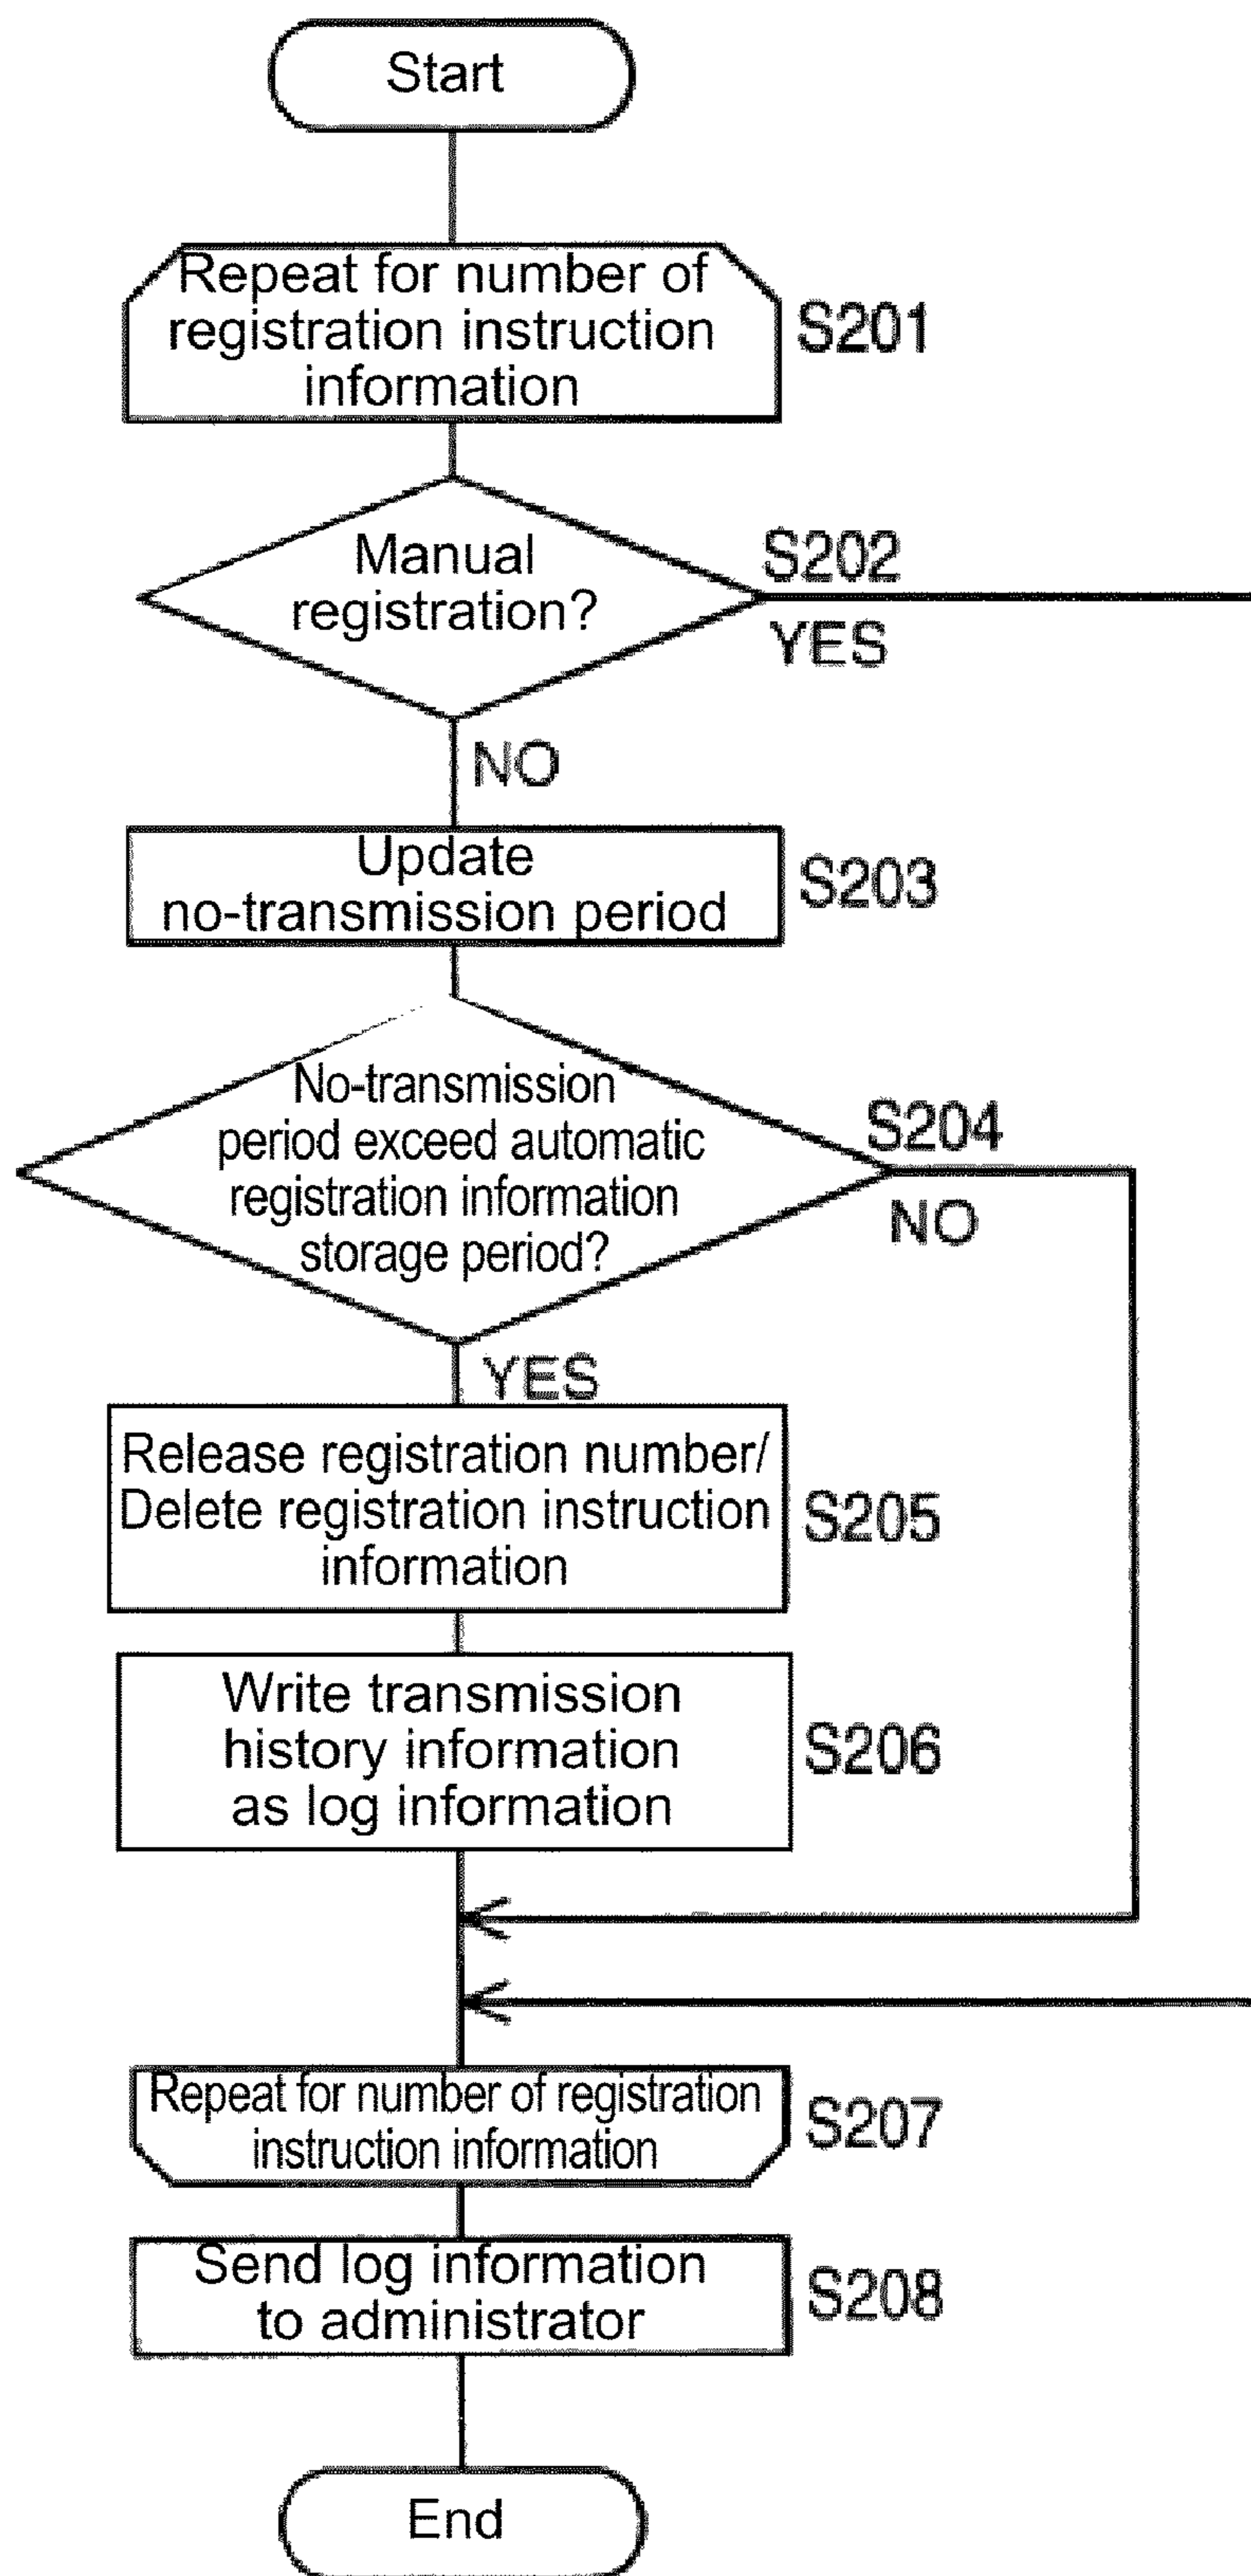 Start
Repeat for number of
registration instruction
information
S201
Manual
registration?
S202
YES
NO
Update
no-transmission period
S203
No-transmission
period exceed automatic
registration information
storage period?
S204
NO
YES
Release registration number/
Delete registration instruction
information
S205
Write transmission
history information
as log information
S206
Repeat for number of registration
instruction information
S207
Send log information
to administrator
S208
End